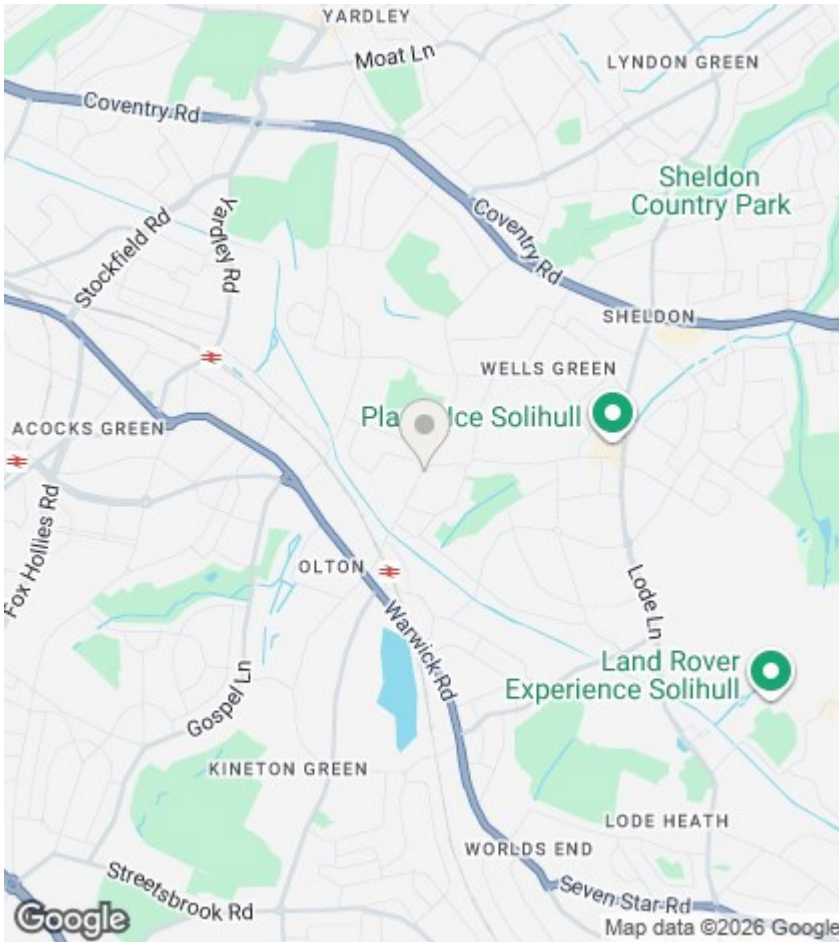 YARDLEY
Moat Ln
LYNDON GREEN
Coventry Rd
Sheldon
Country Park
Yardley Rd
Stockfield Rd
Coventry Rd
SHELDON
WELLS GREEN
Pla
Ice Solihull
ACOCKS GREEN
Fox Hollies Rd
OLTON
Lode Ln
Warwick Rd
Land Rover
Experience Solihull
Gospel Ln
KINETON GREEN
LODE HEATH
WORLDS END
Streetsbrook Rd
Seven Star Rd
Google
Map data ©2026 Google